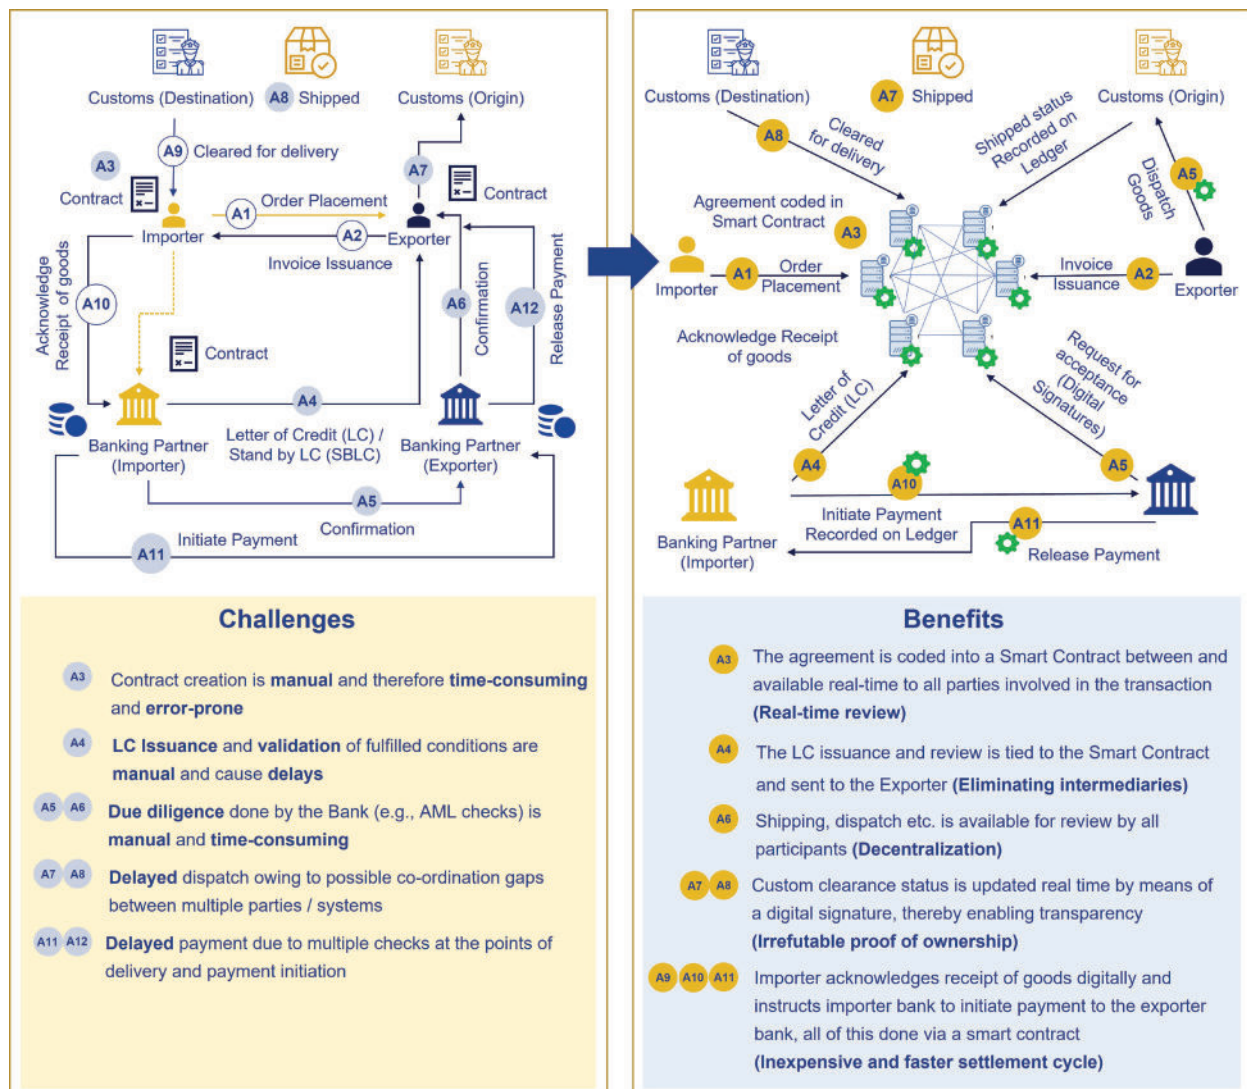 Customs (Destination)
A8
Shipped
Customs (Origin)
A9
Cleared for delivery
A3
Contract
A7
Contract
A1
Order Placement
Importer
A2
Exporter
Invoice Issuance
Acknowledge
Receipt of goods
A10
A6
Confirmation
A12
Release Payment
Contract
A4
Letter of Credit (LC) /
Stand by LC (SBLC)
Banking Partner
(Importer)
Banking Partner
(Exporter)
A5
Confirmation
A11
Initiate Payment
Challenges
A3
Contract creation is manual and therefore time-consuming
and error-prone
A4
LC Issuance and validation of fulfilled conditions are
manual and cause delays
A5 A6
Due diligence done by the Bank (e.g., AML checks) is
manual and time-consuming
A7 A8
Delayed dispatch owing to possible co-ordination gaps
between multiple parties / systems
A11 A12
Delayed payment due to multiple checks at the points of
delivery and payment initiation
Customs (Destination)
A7
Shipped
Customs (Origin)
A8
Cleared
for delivery
Shipped status
Recorded on
Ledger
A5
Dispatch
Goods
Agreement coded in
Smart Contract
A3
Importer
A1
Order
Placement
Invoice
Issuance
A2
Exporter
Acknowledge Receipt
of goods
Letter of
Credit (LC)
A4
Request for
acceptance
(Digital
Signatures)
A5
A10
Initiate Payment
Recorded on Ledger
Banking Partner
(Importer)
A11
Release Payment
Benefits
A3
The agreement is coded into a Smart Contract between and
available real-time to all parties involved in the transaction
(Real-time review)
A4
The LC issuance and review is tied to the Smart Contract
and sent to the Exporter (Eliminating intermediaries)
A6
Shipping, dispatch etc. is available for review by all
participants (Decentralization)
A7 A8
Custom clearance status is updated real time by means of
a digital signature, thereby enabling transparency
(Irrefutable proof of ownership)
A9 A10 A11
Importer acknowledges receipt of goods digitally and
instructs importer bank to initiate payment to the exporter
bank, all of this done via a smart contract
(Inexpensive and faster settlement cycle)